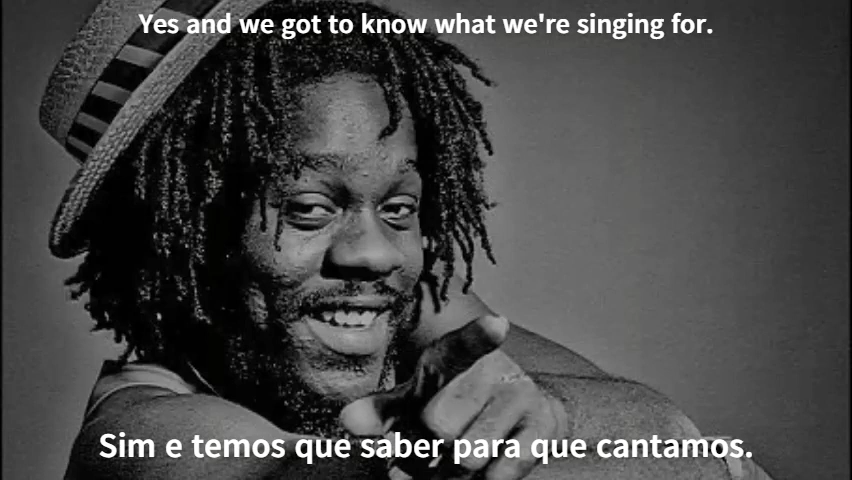 Yes and we got to know what we're singing for.
Sim e temos que saber para que cantamos.